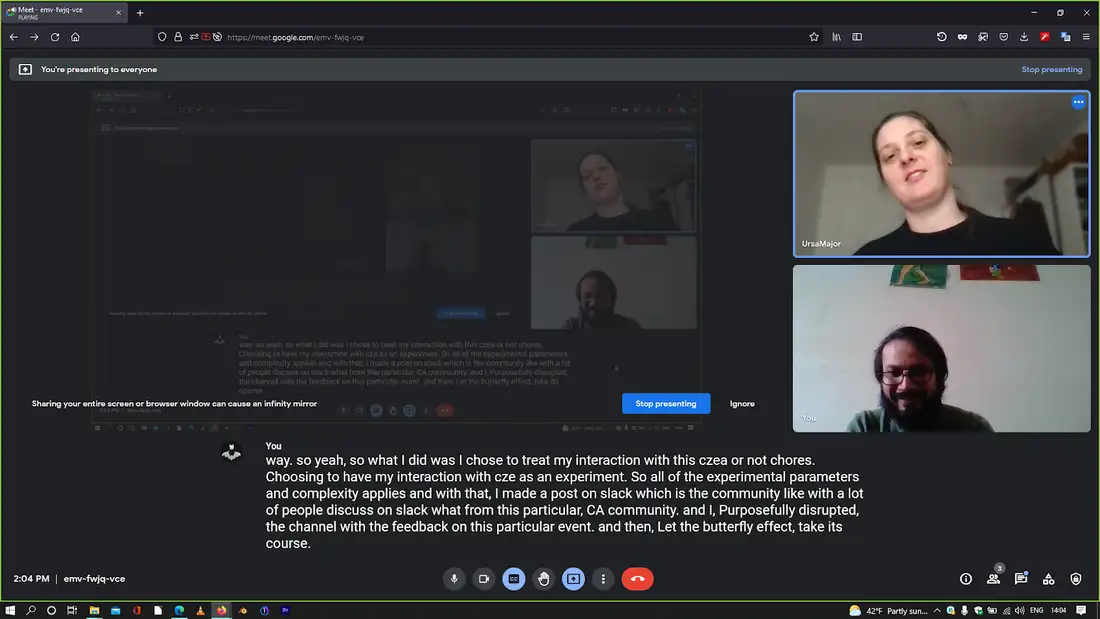 Meet - emv-fwjq-vce
PLAYING
https://meet.google.com/emv-fwjq-vce
You're presenting to everyone
Stop presenting
UrsaMajor
You
Sharing your entire screen or browser window can cause an infinity mirror
Stop presenting
Ignore
You
way. so yeah, so what I did was I chose to treat my interaction with this czea or not chores.
Choosing to have my interaction with cze as an experiment. So all of the experimental parameters
and complexity applies and with that, I made a post on slack which is the community like with a lot
of people discuss on slack what from this particular, CA community. and I, Purposefully disrupted,
the channel with the feedback on this particular event. and then, Let the butterfly effect, take its
course.
2:04 PM | emv-fwjq-vce
3
42°F Partly sun...
ENG
14:04